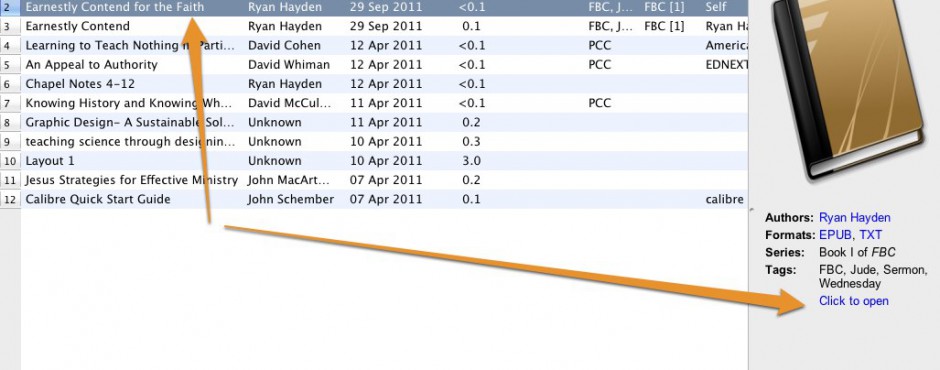 2 Earnestly Contend for the Faith Ryan Hayden 29 Sep 2011 <0.1 FBC, J... FBC [1] Self
3 Earnestly Contend Ryan Hayden 29 Sep 2011 0.1 FBC, J... FBC [1] Ryan H
4 Learning to Teach Nothing Parti... David Cohen 12 Apr 2011 <0.1 PCC America
5 An Appeal to Authority David Whiman 12 Apr 2011 <0.1 PCC EDNEXT
6 Chapel Notes 4-12 Ryan Hayden 12 Apr 2011 <0.1
7 Knowing History and Knowing Wh... David McCul... 11 Apr 2011 <0.1 PCC
8 Graphic Design- A Sustainable Sol... Unknown 11 Apr 2011 0.2
9 teaching science through designin... Unknown 10 Apr 2011 0.3
10 Layout 1 Unknown 10 Apr 2011 3.0
11 Jesus Strategies for Effective Ministry John MacArt... 07 Apr 2011 0.2
12 Calibre Quick Start Guide John Schember 07 Apr 2011 0.1 calibre
Authors: Ryan Hayden
Formats: EPUB, TXT
Series: Book I of FBC
Tags: FBC, Jude, Sermon,
Wednesday
Click to open